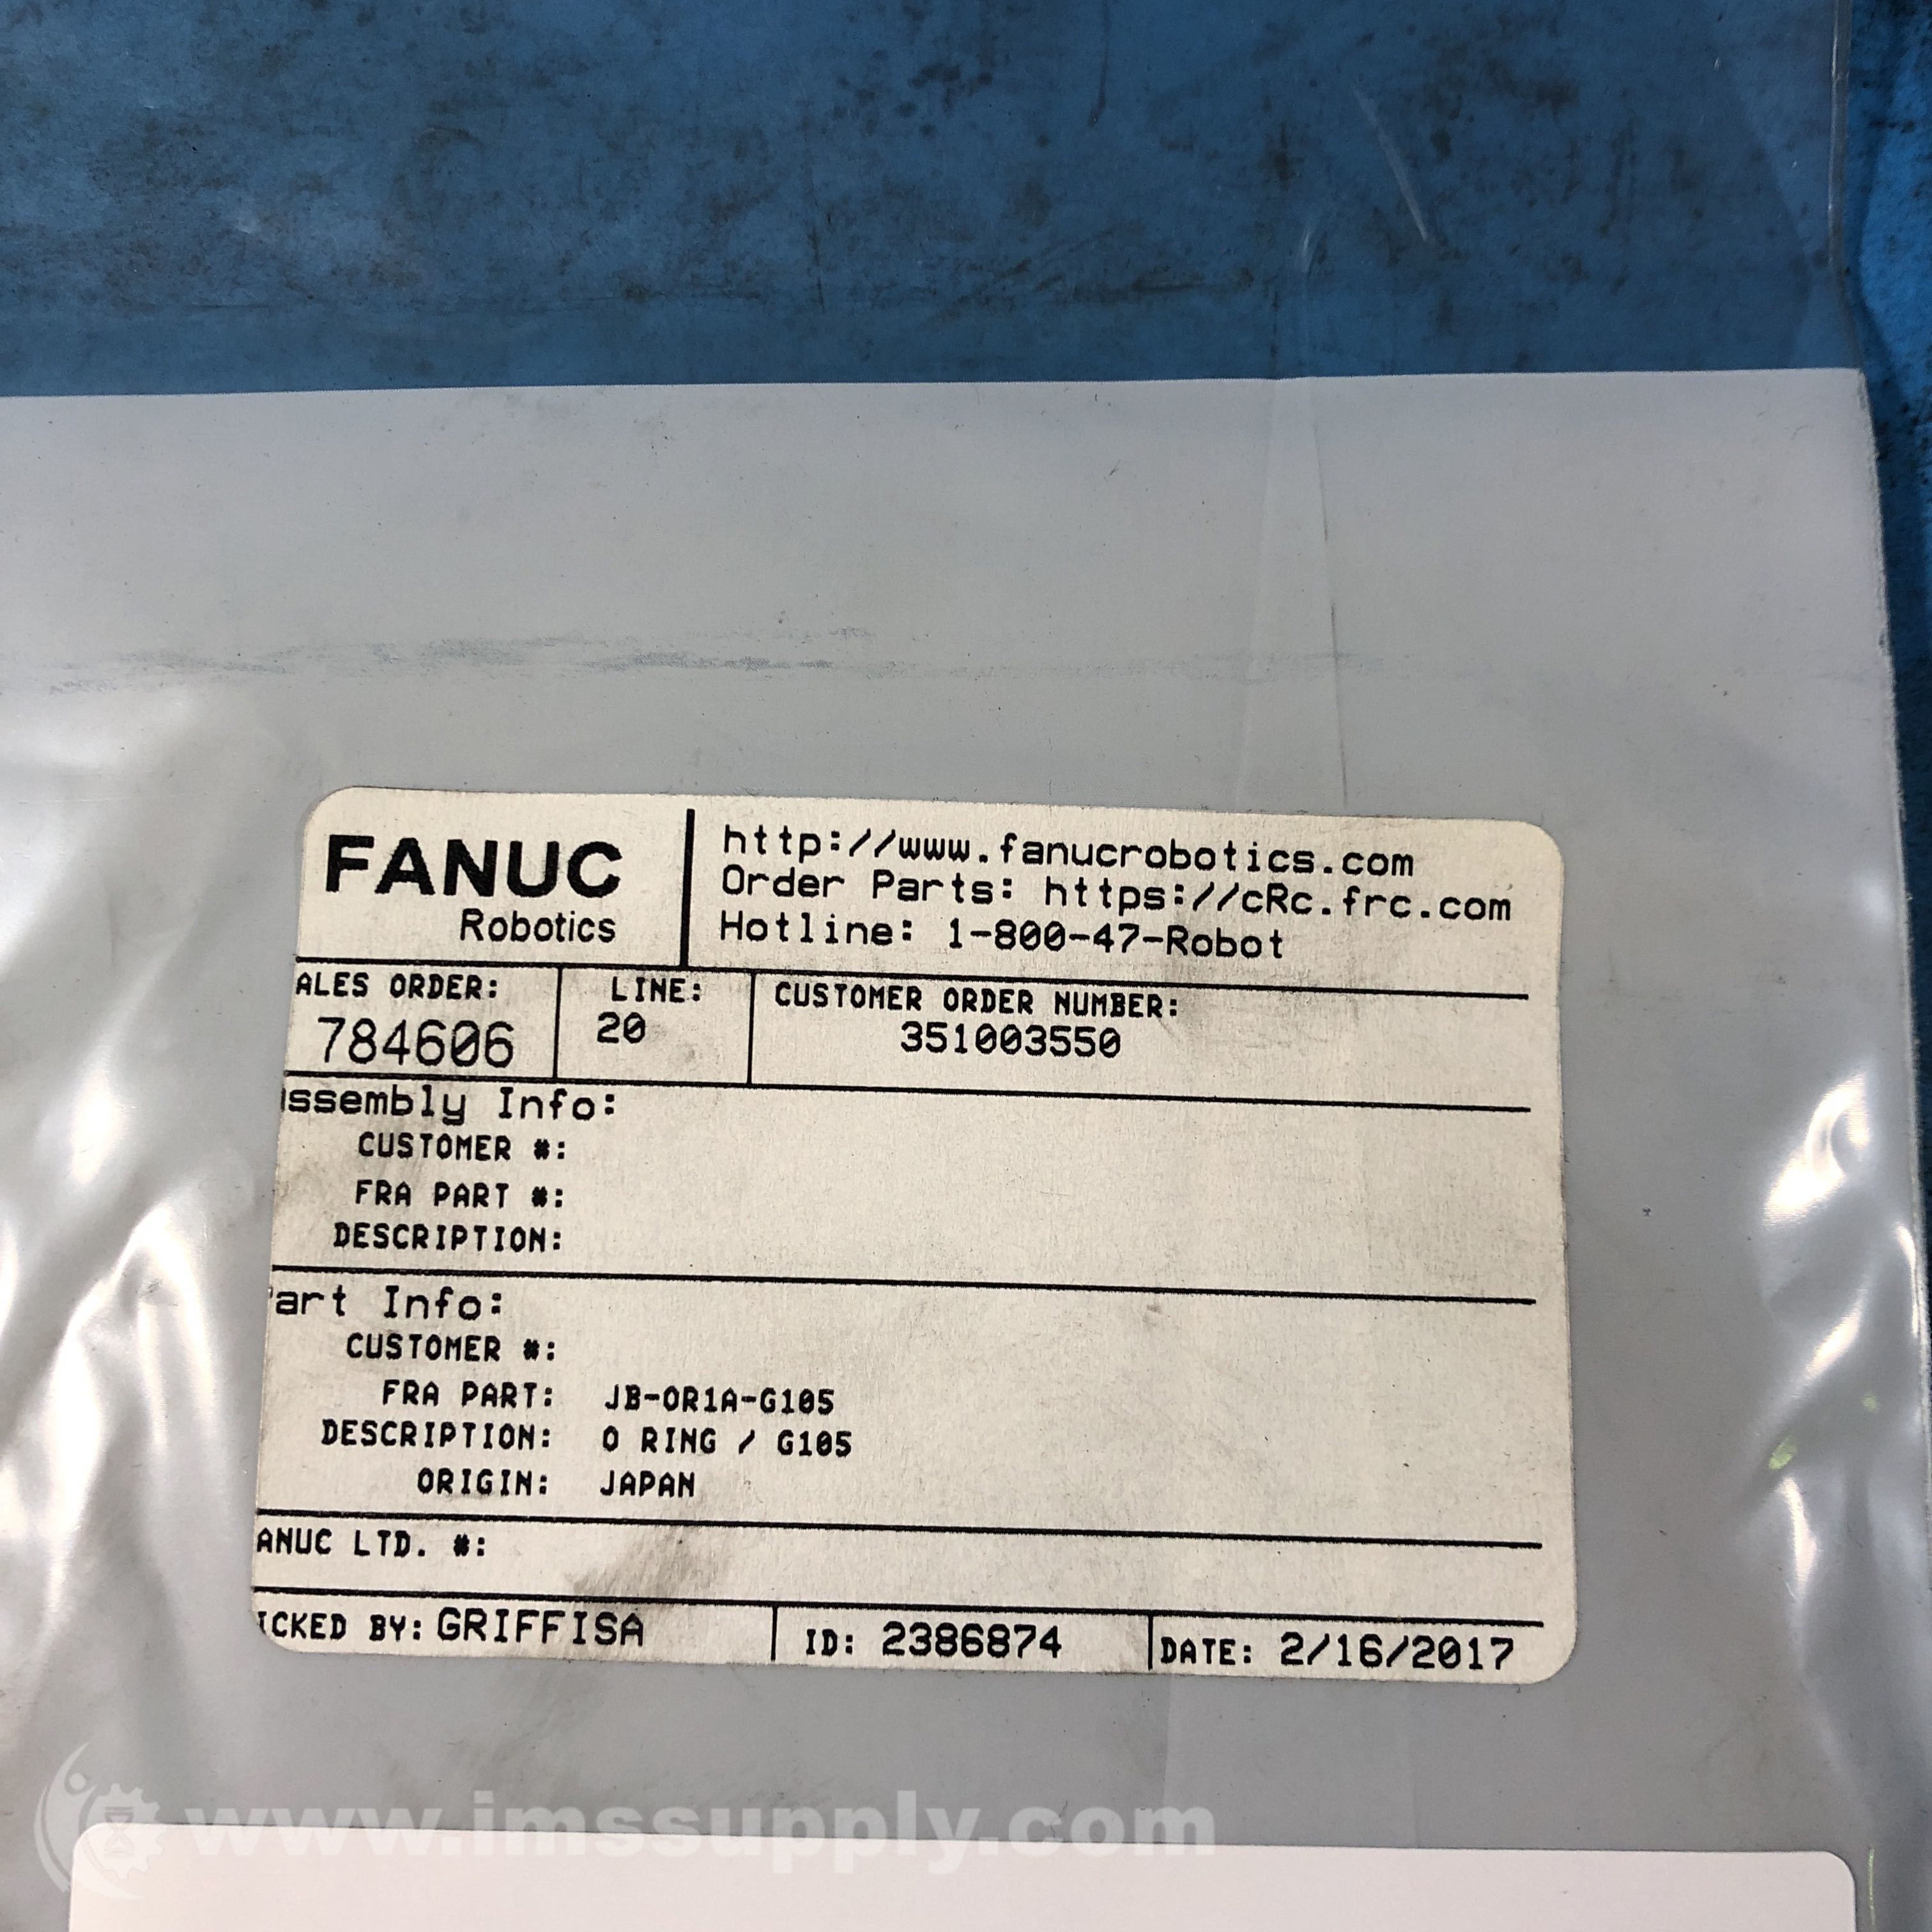 FANUC
Robotics
http://www.fanucrobotics.com
Order Parts: https://cRc.frc.com
Hotline: 1-800-47-Robot
ALES ORDER: LINE: CUSTOMER ORDER NUMBER:
784606 20 351003550
ssembly Info:
CUSTOMER #:
FRA PART #:
DESCRIPTION:
art Info:
CUSTOMER #:
FRA PART: JB-OR1A-G105
DESCRIPTION: O RING / G105
ORIGIN: JAPAN
ANUC LTD. #:
ICKED BY: GRIFFISA ID: 2386874 DATE: 2/16/2017
www.imssupply.com